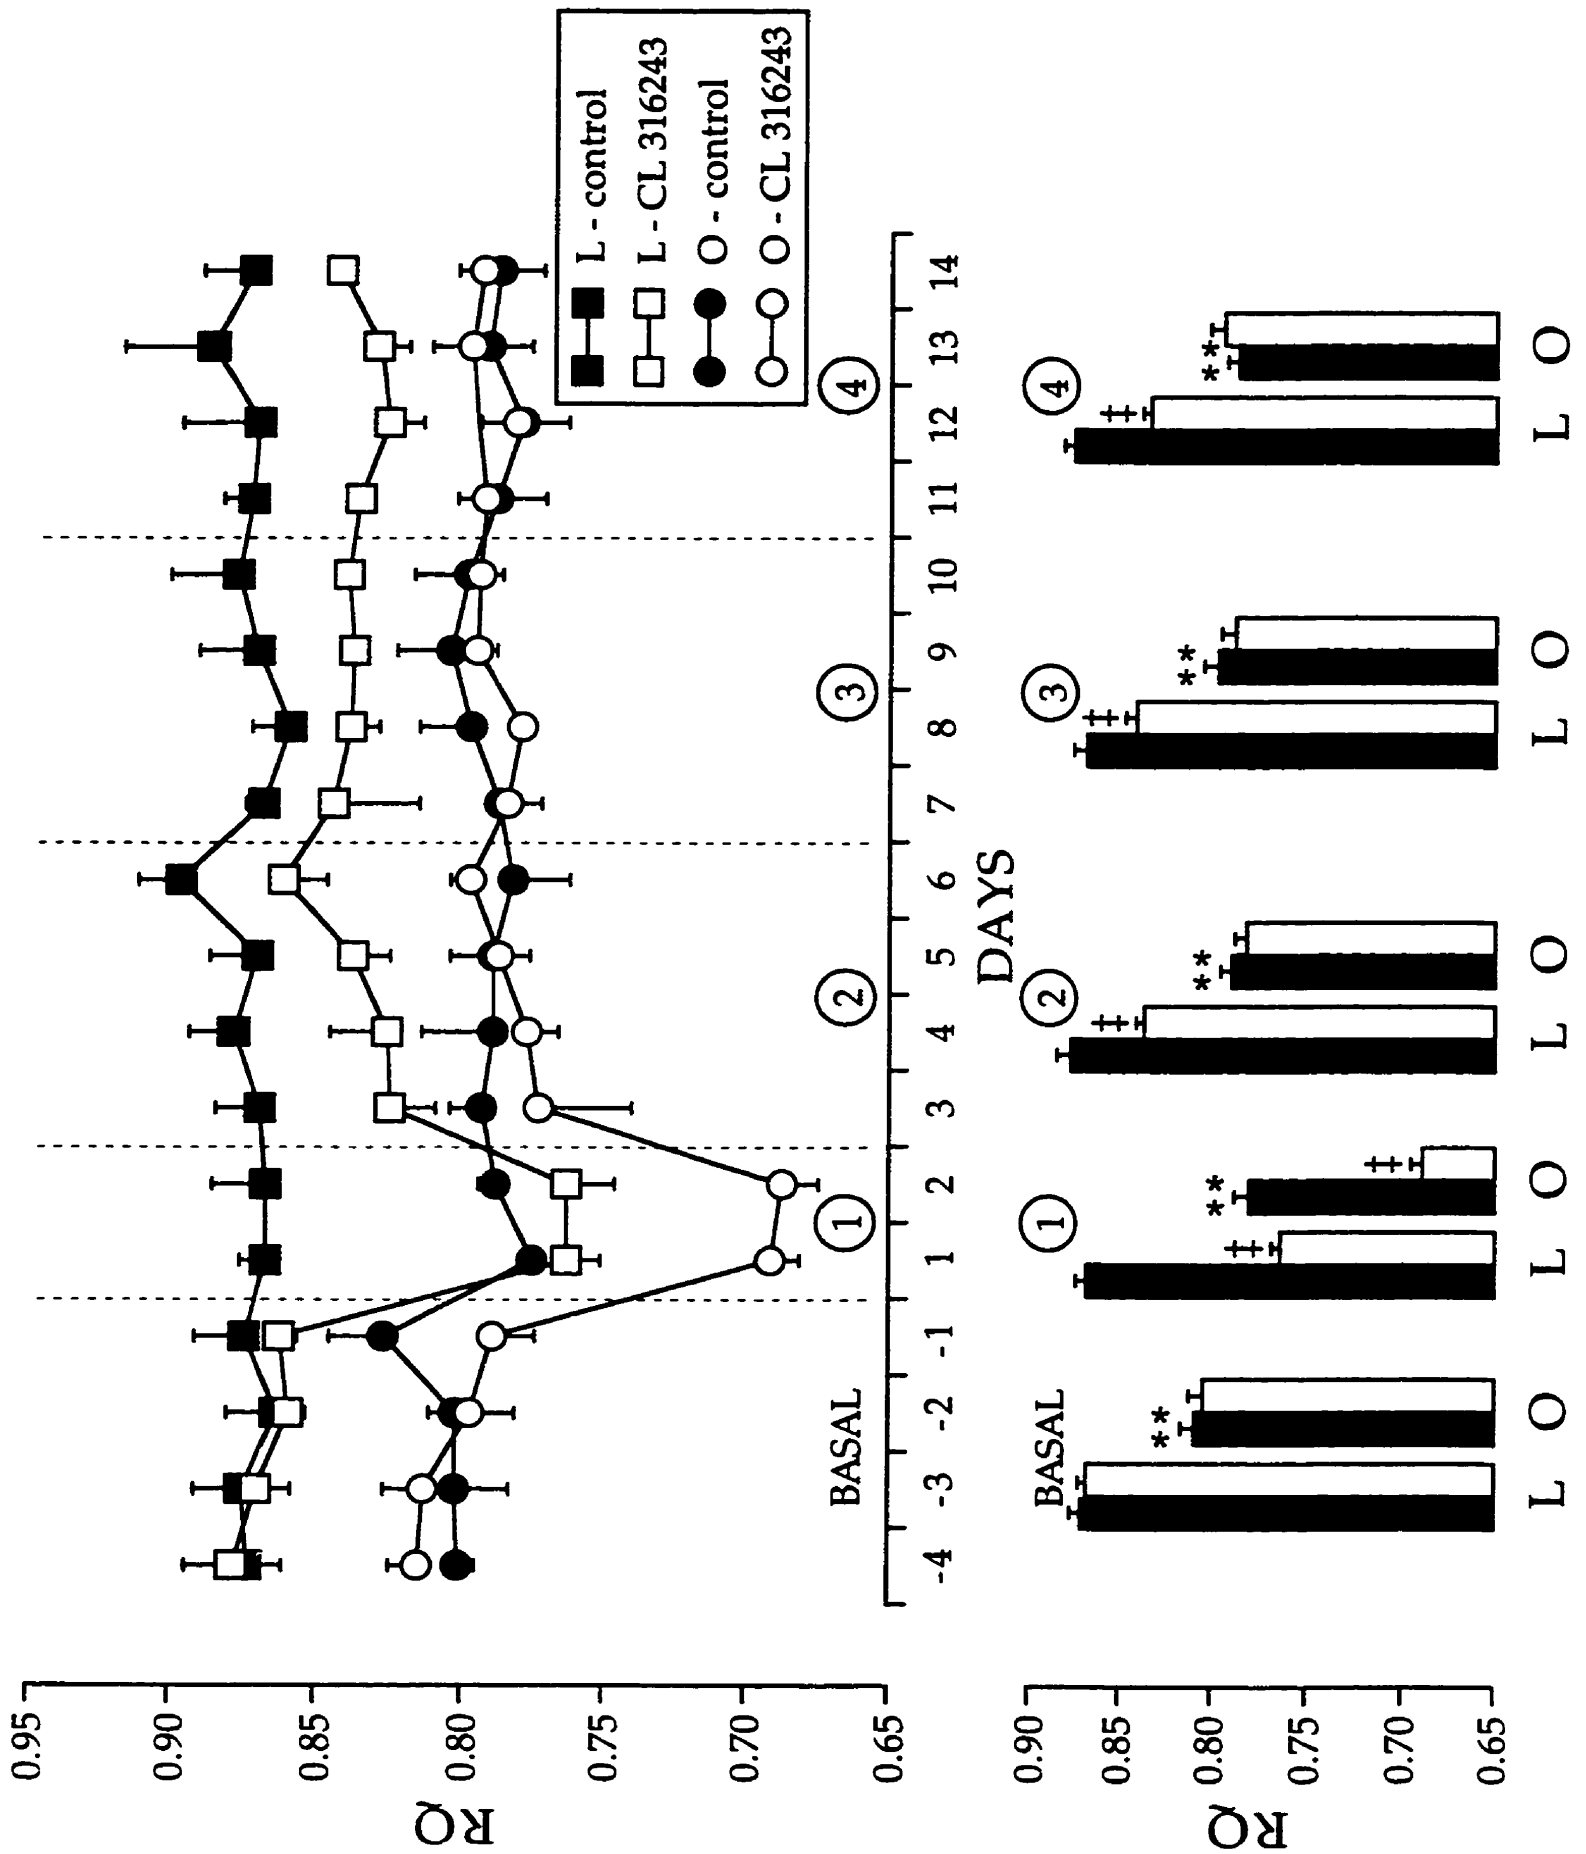 RQ
0.95
0.90
0.85
0.80
0.75
0.70
0.65
L - control
L - CL 316243
O - control
O - CL 316243
BASAL 1 2 3 4
-4 -3 -2 -1 1 2 3 4 5 6 7 8 9 10 11 12 13 14
DAYS
RQ
0.90
0.85
0.80
0.75
0.70
0.65
BASAL 1 2 3 4
** ‡ ** ‡ ‡ ** ‡ ** ‡ **
L O L O L O L O L O